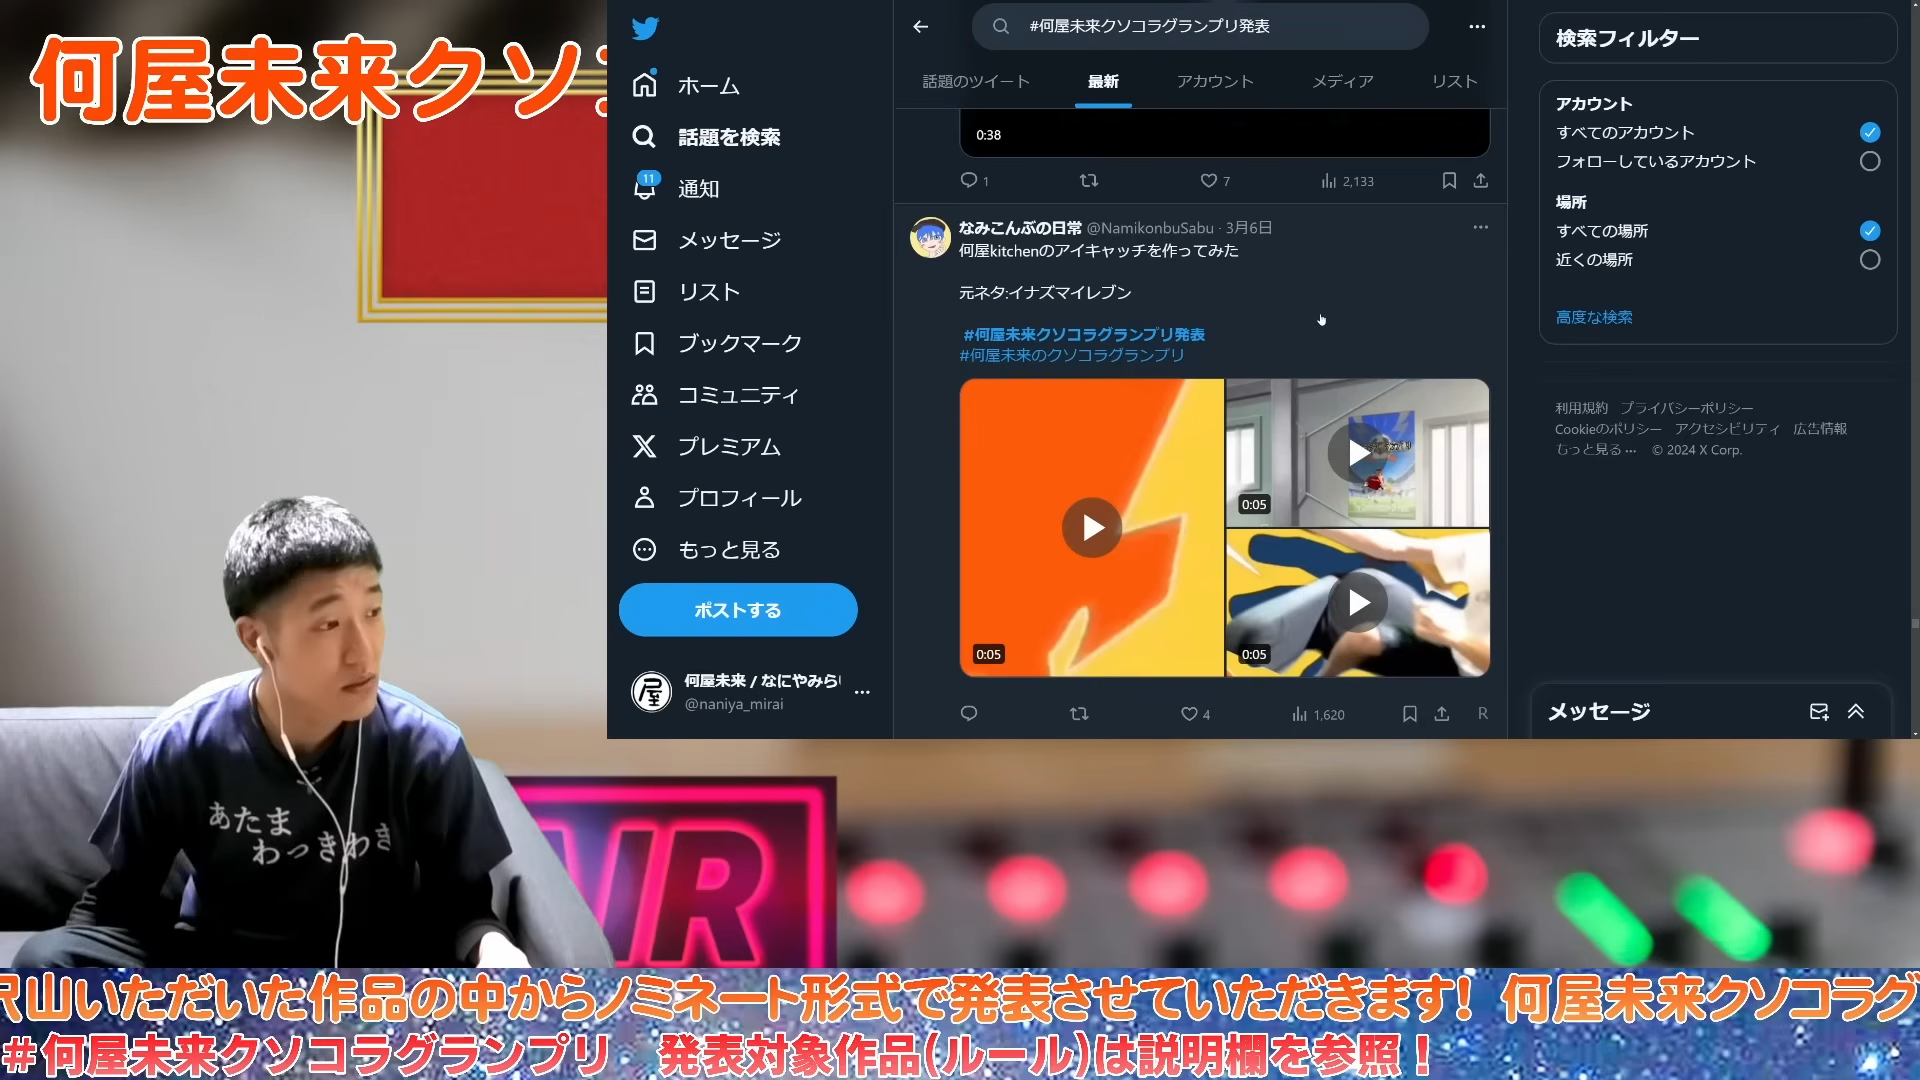 何屋未来クソ
ホーム
話題を検索
11
通知
メッセージ
リスト
ブックマーク
コミュニティ
プレミアム
プロフィール
もっと見る
ポストする
屋
何屋未来 / なにやみら
@naniya_mirai
#何屋未来クソコラグランプリ発表
話題のツイート
最新
アカウント
メディア
リスト
0:38
1
7
2,133
なみこんぶの日常 @NamikonbuSabu · 3月6日
何屋kitchenのアイキャッチを作ってみた
元ネタ:イナズマイレブン
#何屋未来クソコラグランプリ発表
#何屋未来のクソコラグランプリ
0:05
0:05
0:05
4
1,620
R
検索フィルター
アカウント
すべてのアカウント
フォローしているアカウント
場所
すべての場所
近くの場所
高度な検索
利用規約 プライバシーポリシー
Cookieのポリシー アクセシビリティ 広告情報
もっと見る ··· © 2024 X Corp.
メッセージ
あたま
わっきわき
NR
沢山いただいた作品の中からノミネート形式で発表させていただきます! 何屋未来クソコラグ
#何屋未来クソコラグランプリ 発表対象作品(ルール)は説明欄を参照!